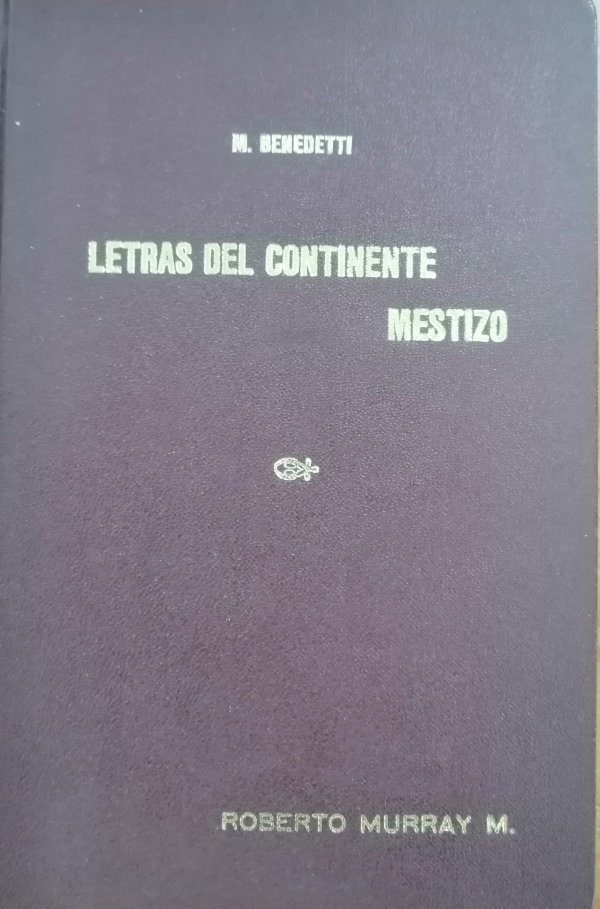 M. BENEDETTI
LETRAS DEL CONTINENTE
MESTIZO
ROBERTO MURRAY M.